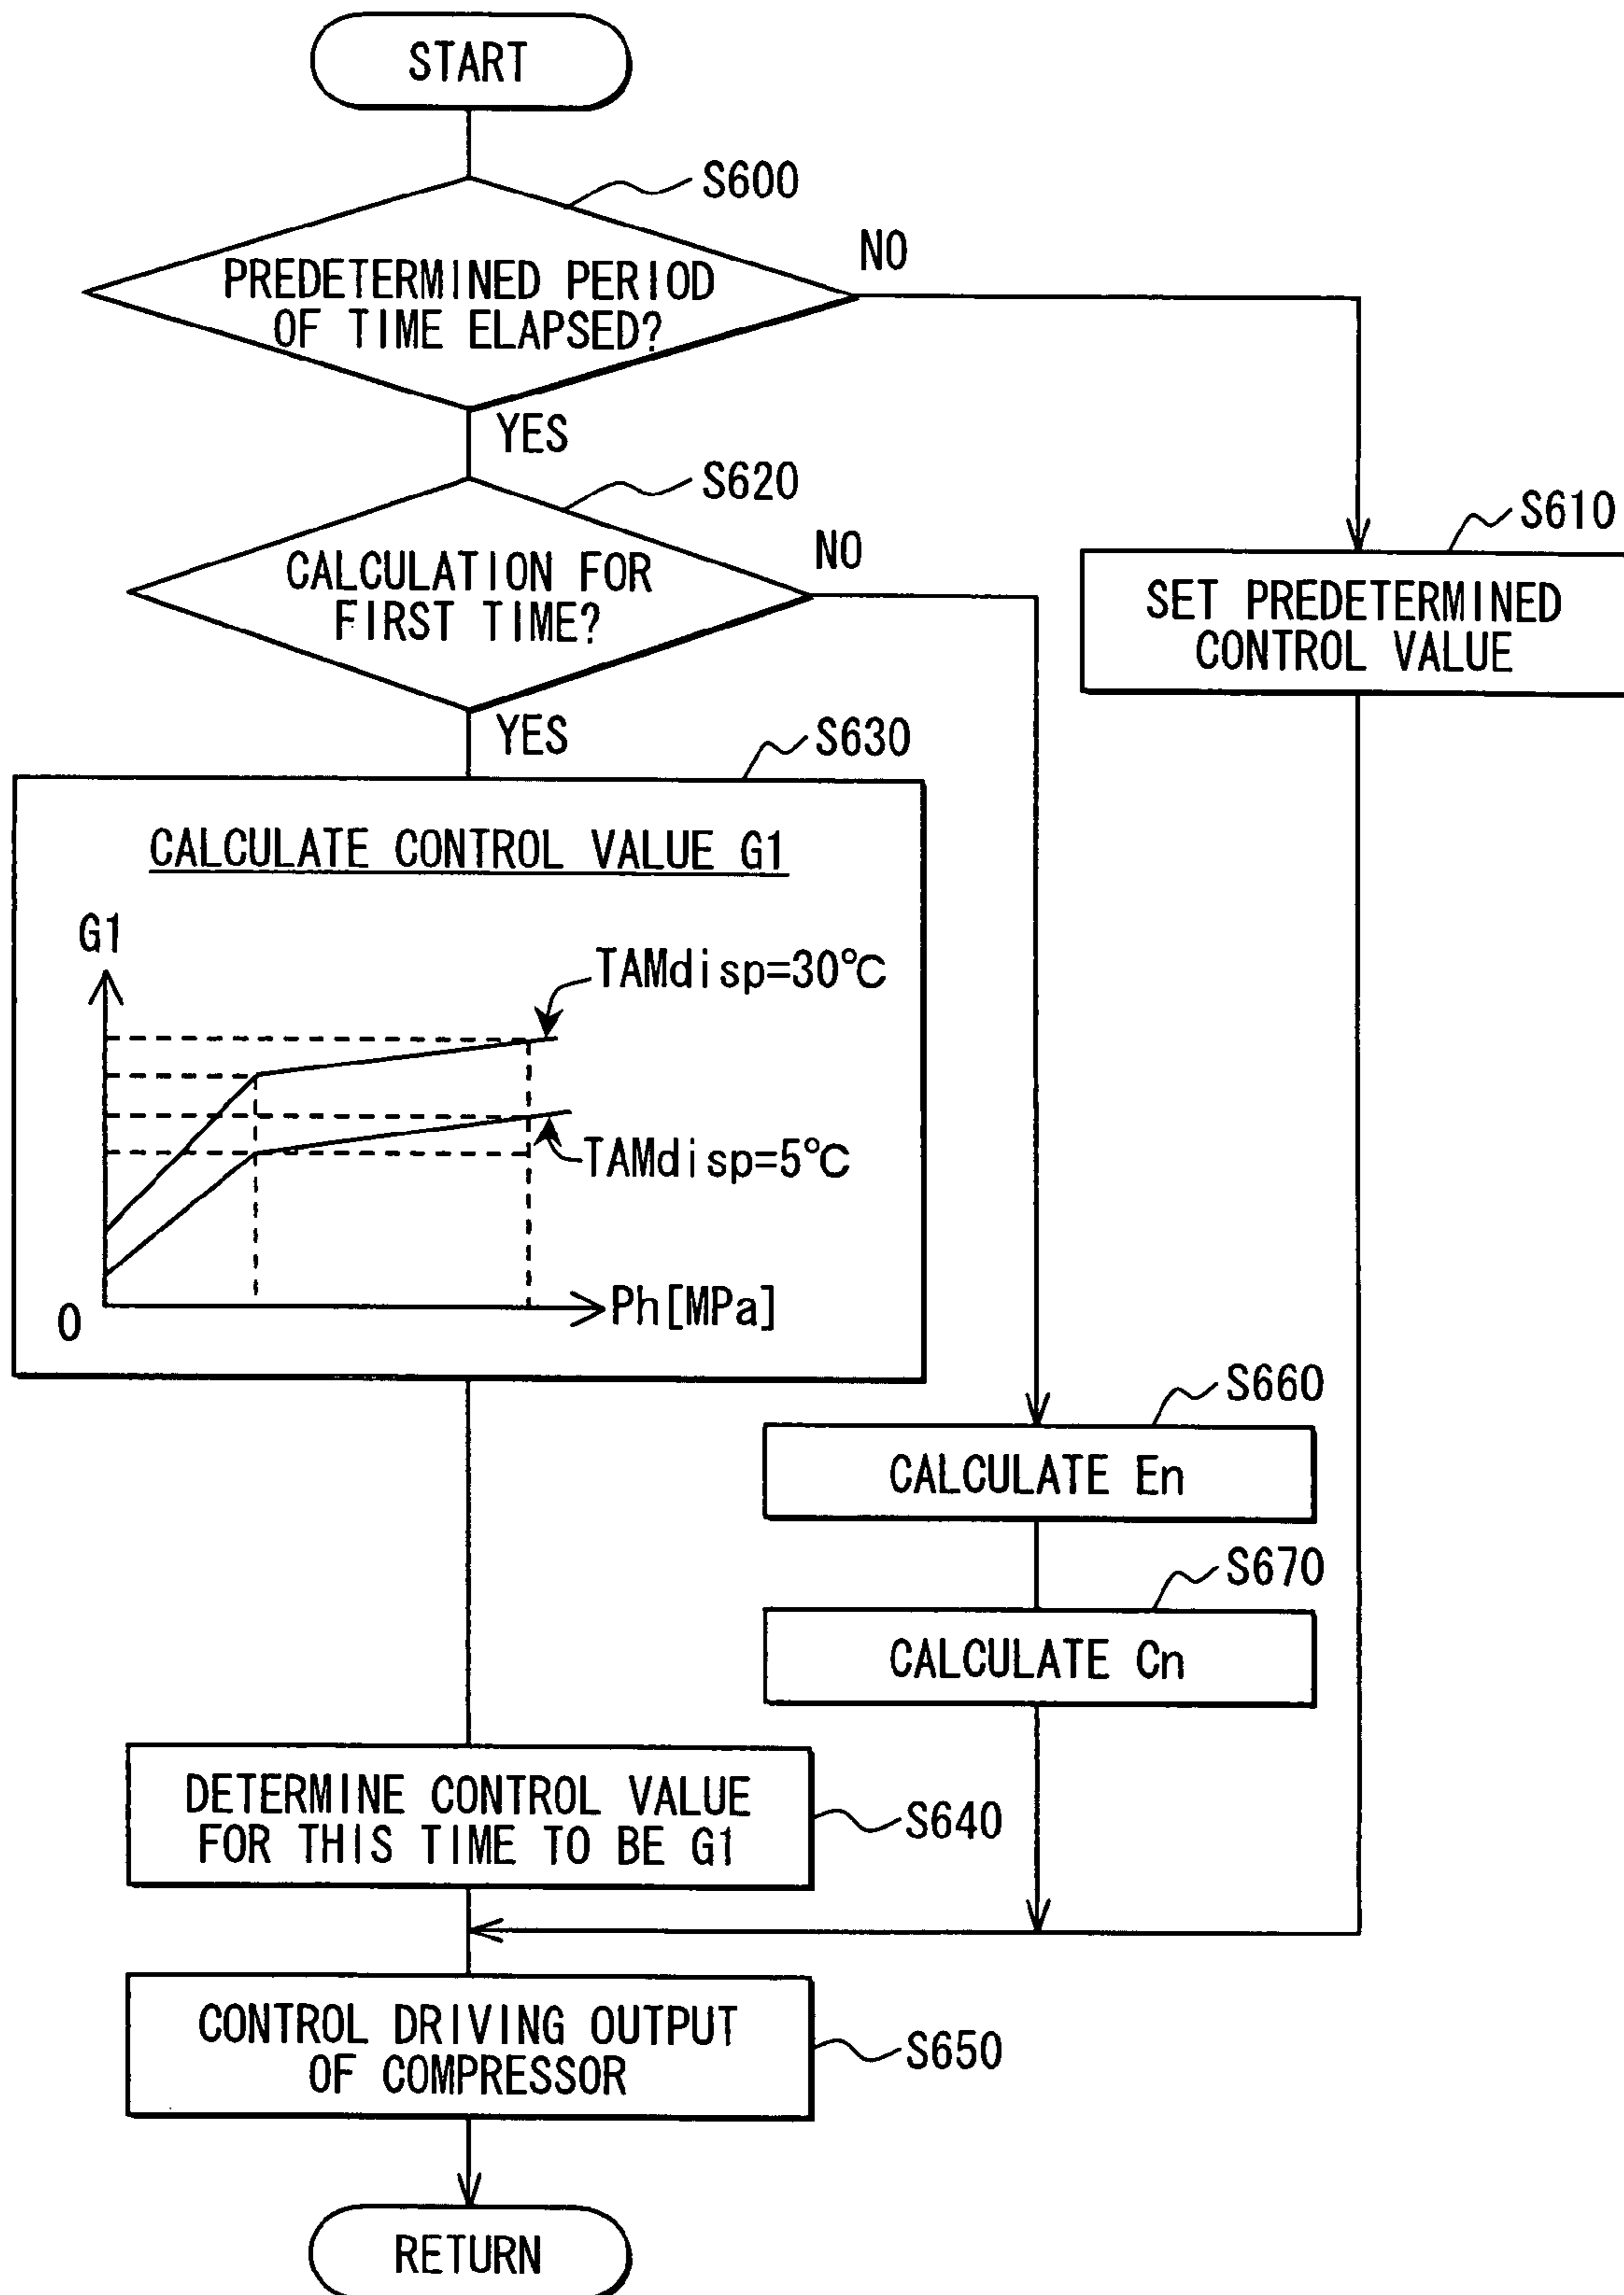 START
S600
PREDETERMINED PERIOD
OF TIME ELAPSED?
NO
YES
S620
CALCULATION FOR
FIRST TIME?
NO
S610
SET PREDETERMINED
CONTROL VALUE
YES
S630
CALCULATE CONTROL VALUE G1
G1
TAMdisp=30℃
TAMdisp=5℃
0
Ph[MPa]
S660
CALCULATE En
S670
CALCULATE Cn
DETERMINE CONTROL VALUE
FOR THIS TIME TO BE G1
S640
CONTROL DRIVING OUTPUT
OF COMPRESSOR
S650
RETURN